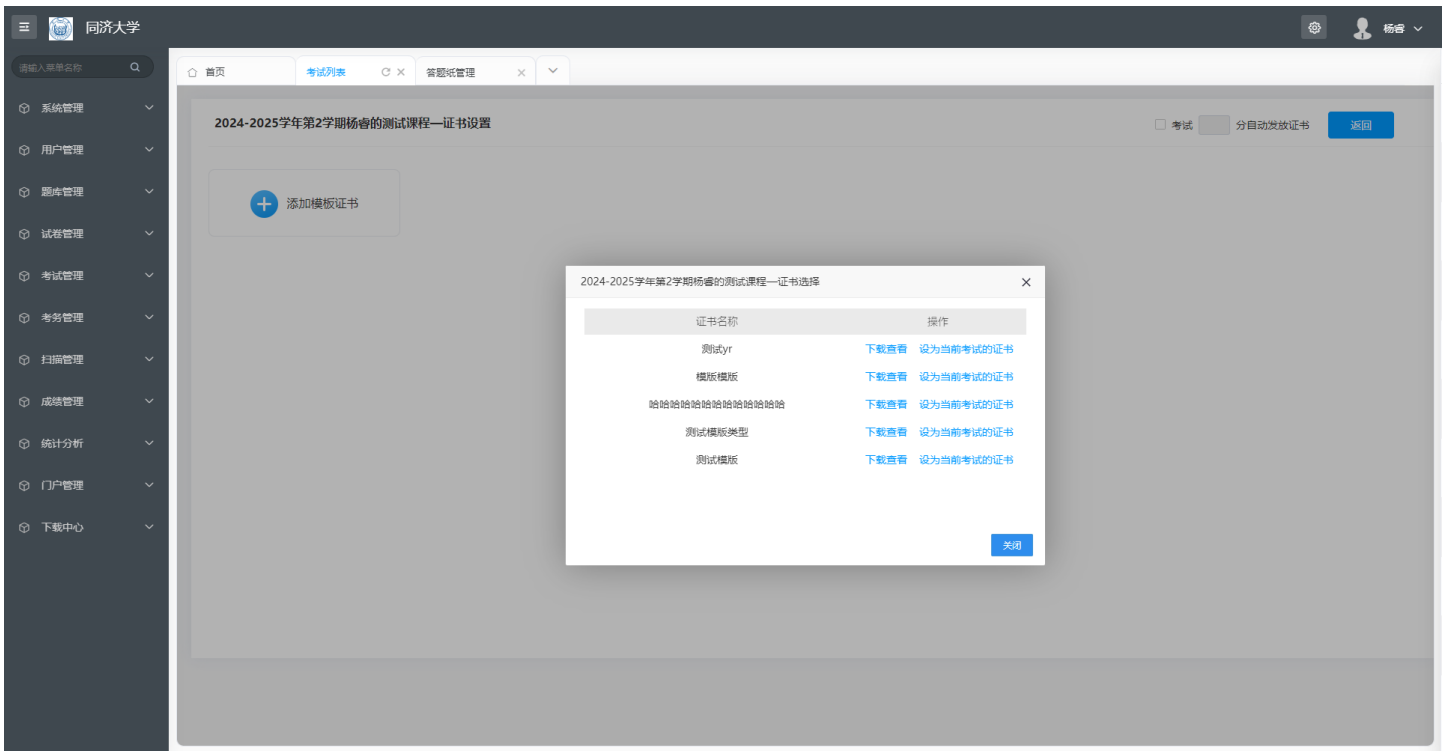 同济大学
杨睿
请输入菜单名称
首页
考试列表
答题纸管理
系统管理
用户管理
题库管理
试卷管理
考试管理
考务管理
扫描管理
成绩管理
统计分析
门户管理
下载中心
2024-2025学年第2学期杨睿的测试课程—证书设置
考试 分自动发放证书
返回
添加模板证书
2024-2025学年第2学期杨睿的测试课程—证书选择
证书名称 操作
测试yr 下载查看 设为当前考试的证书
模版模版 下载查看 设为当前考试的证书
哈哈哈哈哈哈哈哈哈哈哈哈哈 下载查看 设为当前考试的证书
测试模版类型 下载查看 设为当前考试的证书
测试模版 下载查看 设为当前考试的证书
关闭